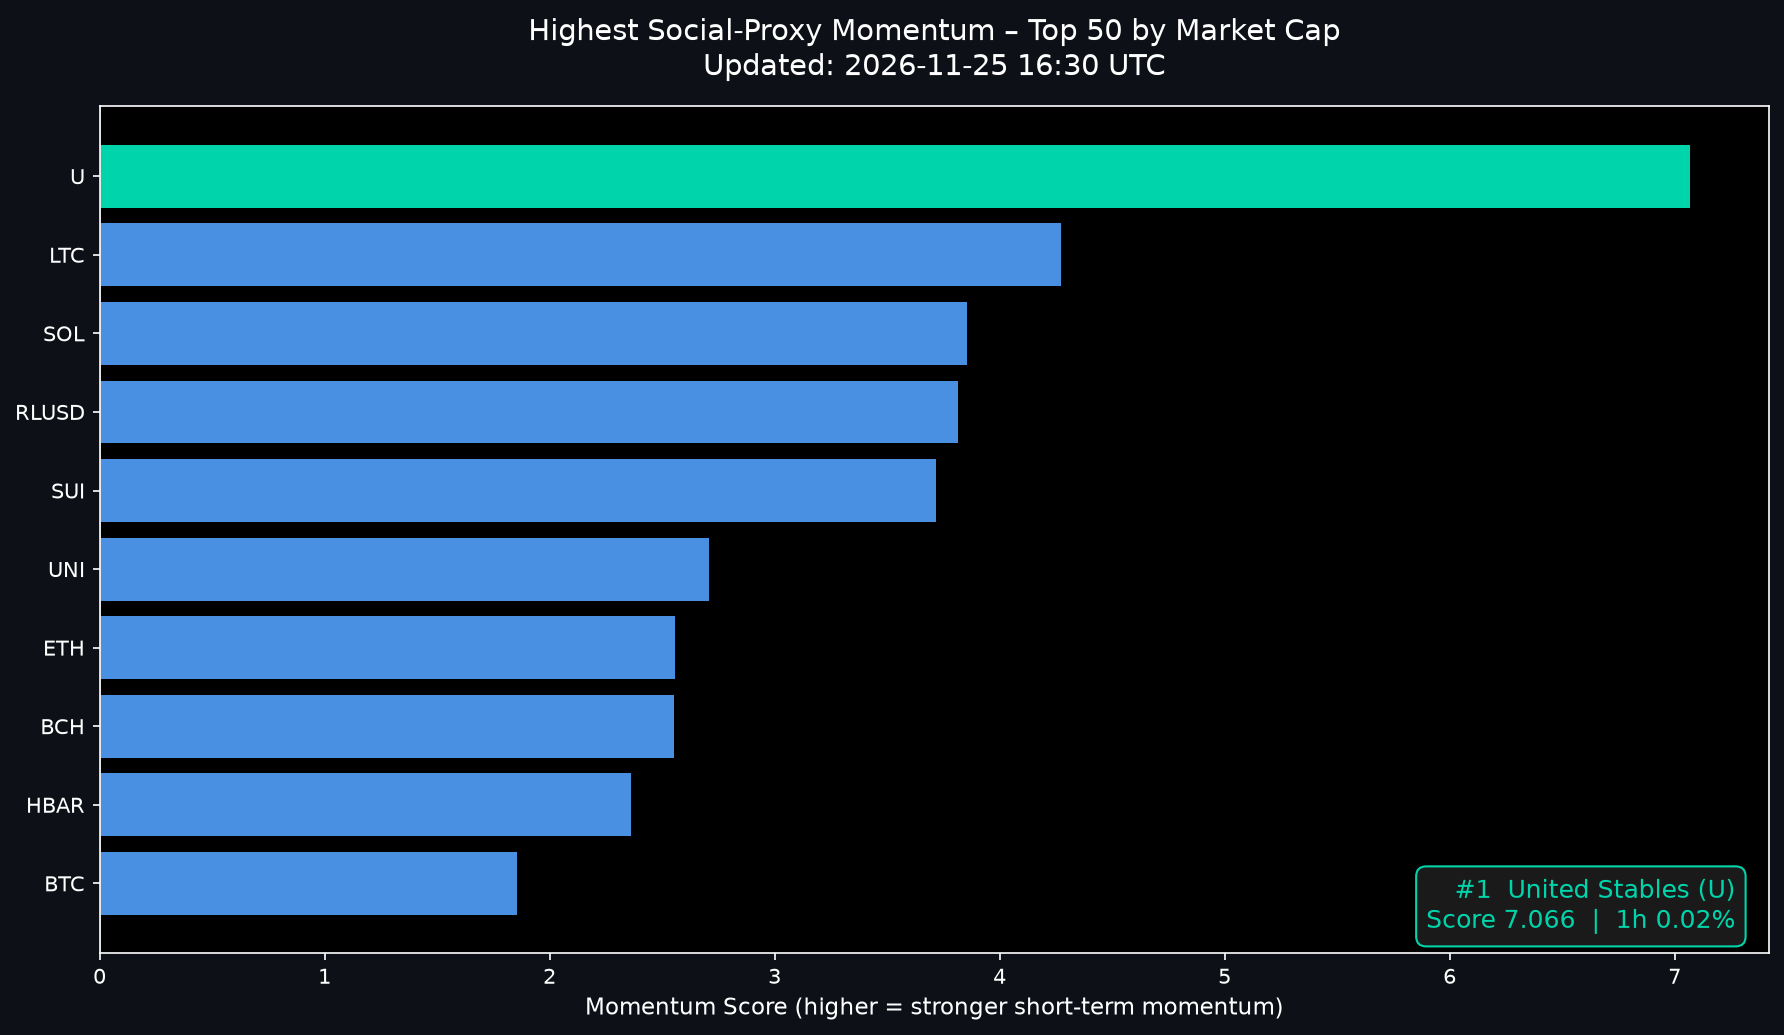 Highest Social-Proxy Momentum – Top 50 by Market Cap
Updated: 2026-11-25 16:30 UTC
U
LTC
SOL
RLUSD
SUI
UNI
ETH
BCH
HBAR
BTC
#1  United Stables (U)
Score 7.066  |  1h 0.02%
0 1 2 3 4 5 6 7
Momentum Score (higher = stronger short-term momentum)